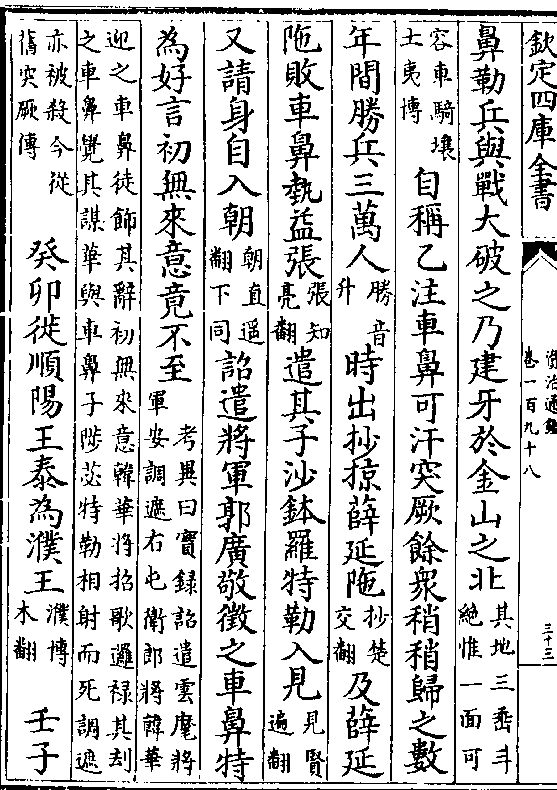 欽定四庫全書
資治通鑑
卷一百九十八
三十三
鼻勒兵與戰大破之乃建牙於金山之北其地三垂斗絶惟一面可
容車騎壤土夷博自稱乙注車鼻可汗突厥餘衆稍稍歸之數
年間勝兵三萬人勝音升時出抄掠薛延陁抄楚交翻及薛延
陁敗車鼻埶益張張知亮翻遣其子沙鉢羅特勒入見見賢遍翻
又請身自入朝朝直遥翻下同詔遣將軍郭廣敬徵之車鼻特
為好言初無來意竟不至考異曰實録詔遣雲麾將軍安調遮右屯衛郎將韓華
迎之車鼻徒飾其辭初無來意韓華將招歌邏禄共刦之車鼻覺其謀華與車鼻子陟苾特勒相射而死調遮
亦被殺今從舊突厥傳癸卯徙順陽王泰為濮王濮博木翻壬子